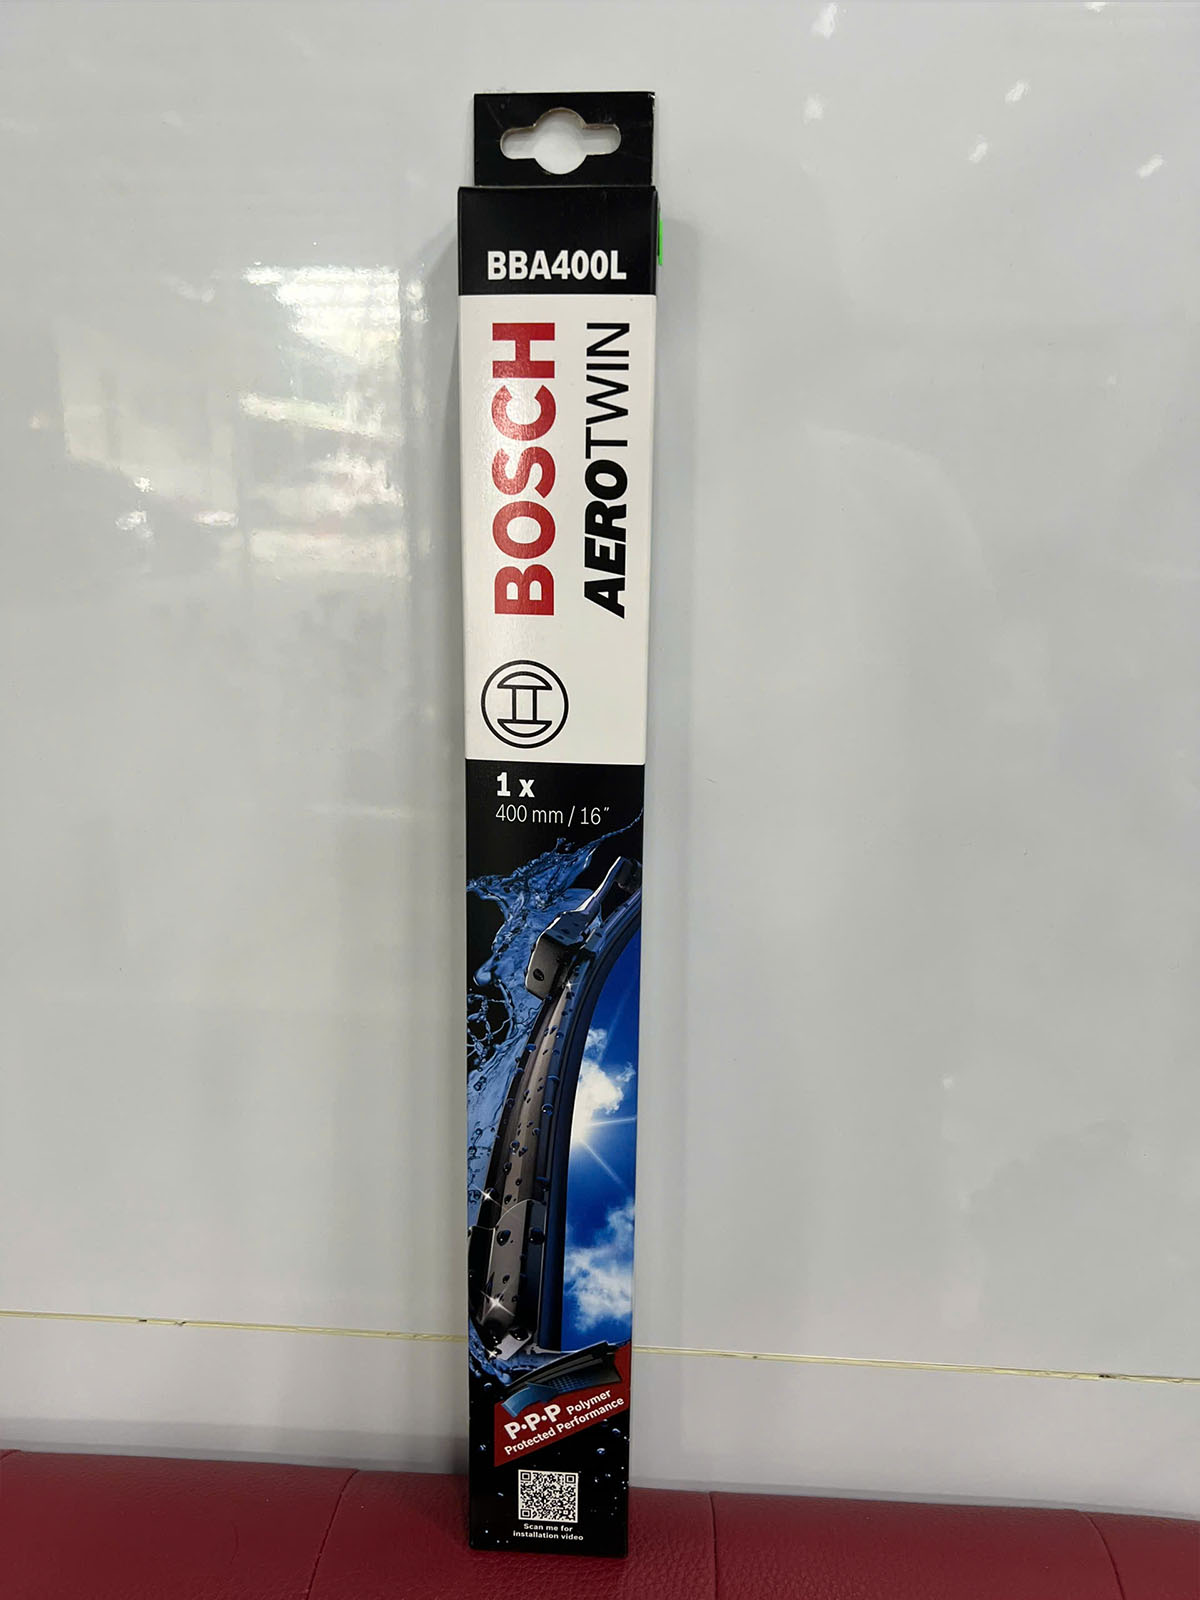 BBA400L
BOSCH
AEROTWIN
1 x
400 mm / 16"
P·P·P Polymer
Protected Performance
Scan me for
installation video